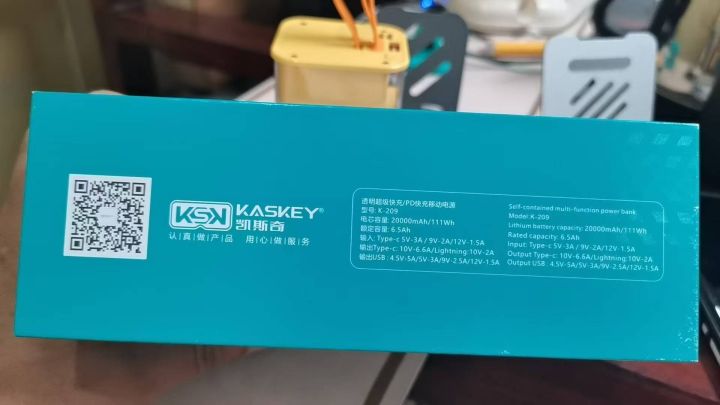 KSK KASKEY®
凯斯奇
认|真|做|产|品 用|心|做|服|务
透明超级快充/PD快充移动电源
型号: K-209
电芯容量: 20000mAh/111Wh
额定容量: 6.5Ah
输入: Type-c 5V-3A / 9V-2A/12V-1.5A
输出Type-c: 10V-6.6A/Lightning:10V-2A
输出USB : 4.5V-5A/5V-3A/9V-2.5A/12V-1.5A
Self-contained multi-function power bank
Model:K-209
Lithium battery capacity: 20000mAh/111Wh
Rated capacity: 6.5Ah
Input: Type-c 5V-3A/ 9V-2A/12V-1.5A
Output Type-c: 10V-6.6A/Lightning:10V-2A
Output USB : 4.5V-5A/5V-3A/9V-2.5A/12V-1.5A